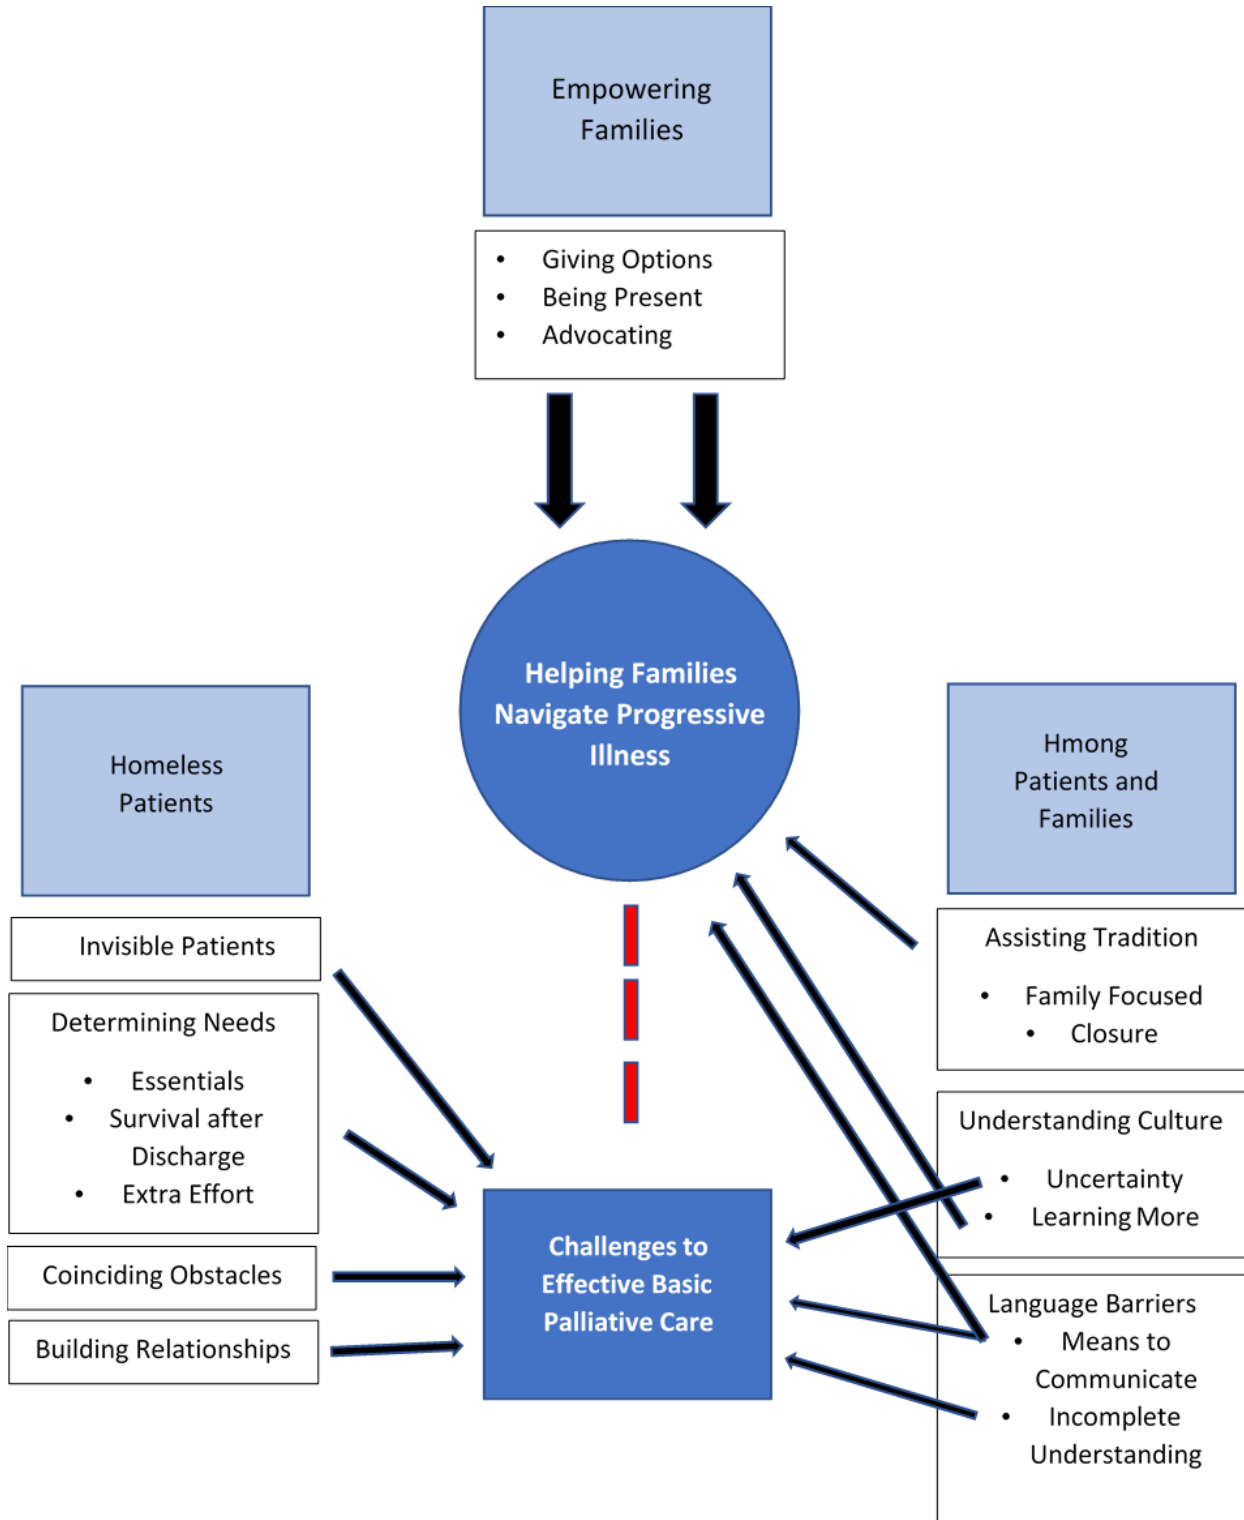 Empowering
Families
• Giving Options
• Being Present
• Advocating
Helping Families
Navigate Progressive
Illness
Homeless
Patients
Invisible Patients
Determining Needs
• Essentials
• Survival after
Discharge
• Extra Effort
Coinciding Obstacles
Building Relationships
Challenges to
Effective Basic
Palliative Care
Hmong
Patients and
Families
Assisting Tradition
• Family Focused
• Closure
Understanding Culture
• Uncertainty
• Learning More
Language Barriers
• Means to
Communicate
• Incomplete
Understanding